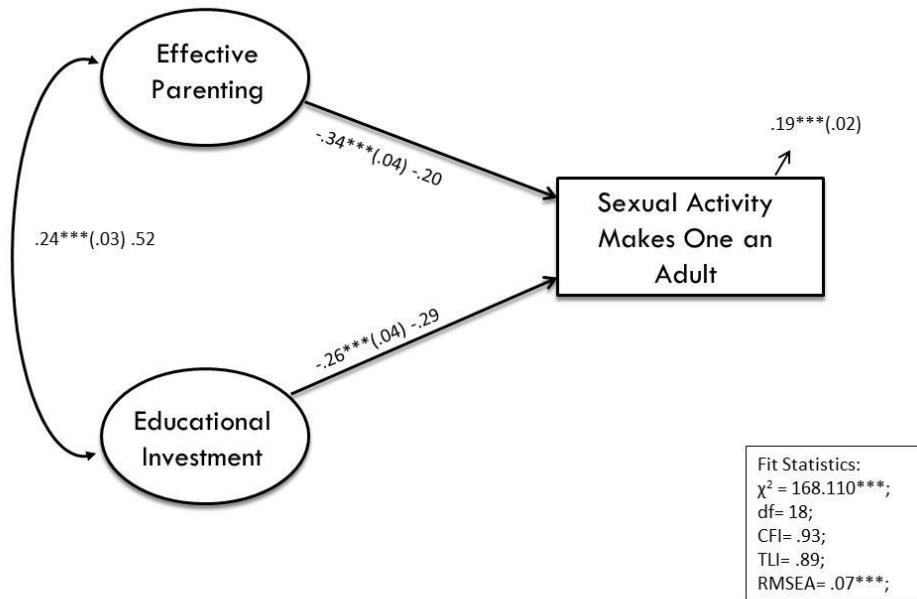 Effective
Parenting
-.34***(.04) -.20
.19***(.02)
Sexual Activity
Makes One an
Adult
.24***(.03) .52
-.26***(.04) -.29
Educational
Investment
Fit Statistics:
χ² = 168.110***;
df= 18;
CFI= .93;
TLI= .89;
RMSEA= .07***;